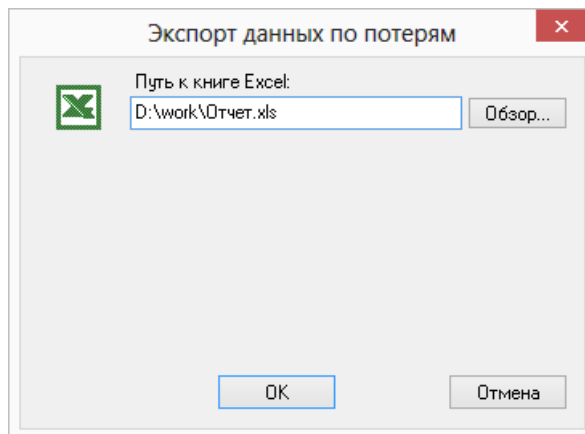 Экспорт данных по потерям
Путь к книге Excel:
D:\work\Отчет.xls
Обзор...
OK
Отмена